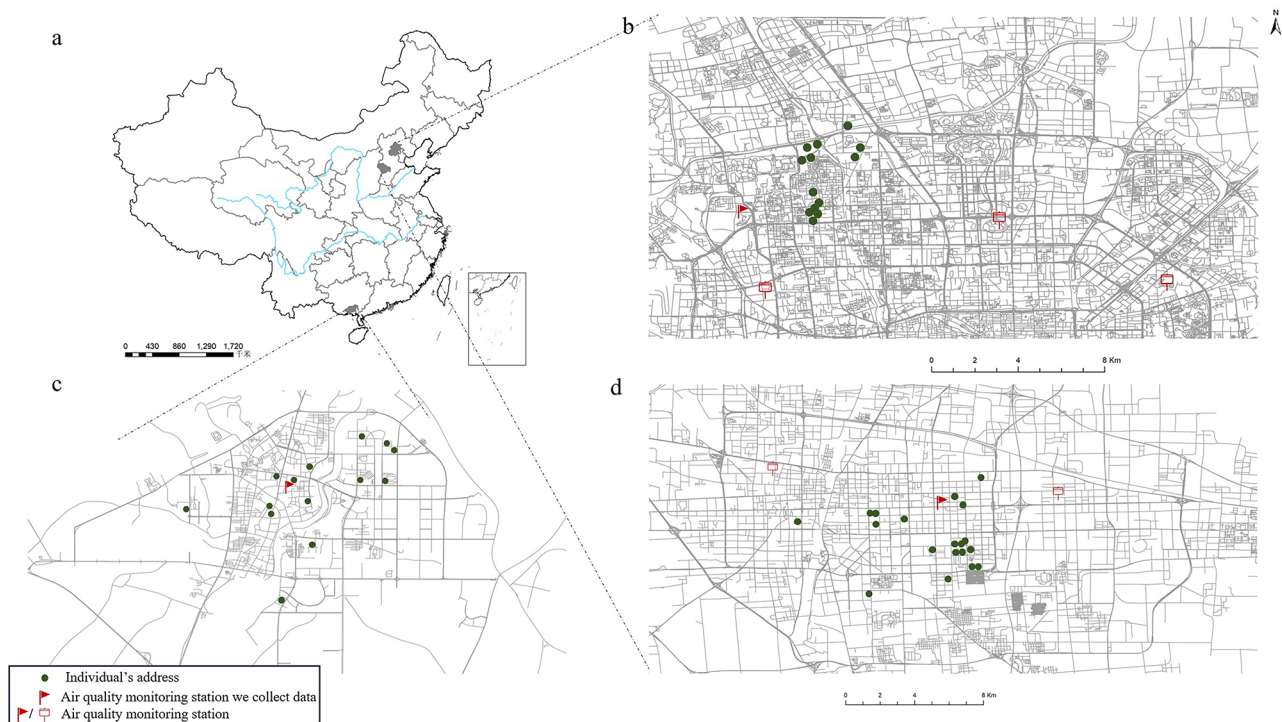 a
b
N
0 430 860 1,290 1,720
千米
0 2 4 8 Km
c
d
Individual's address
Air quality monitoring station we collect data
/
Air quality monitoring station
0 2 4 8 Km